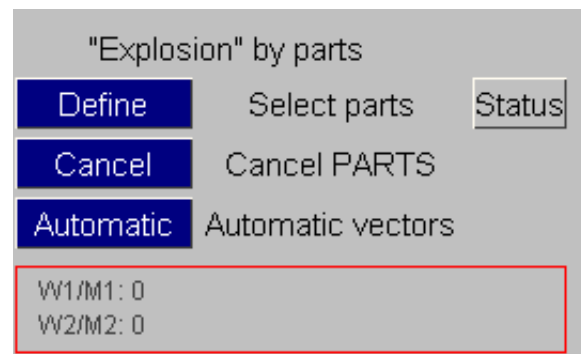 "Explosion" by parts
Define Select parts Status
Cancel Cancel PARTS
Automatic Automatic vectors
W1/M1: 0
W2/M2: 0